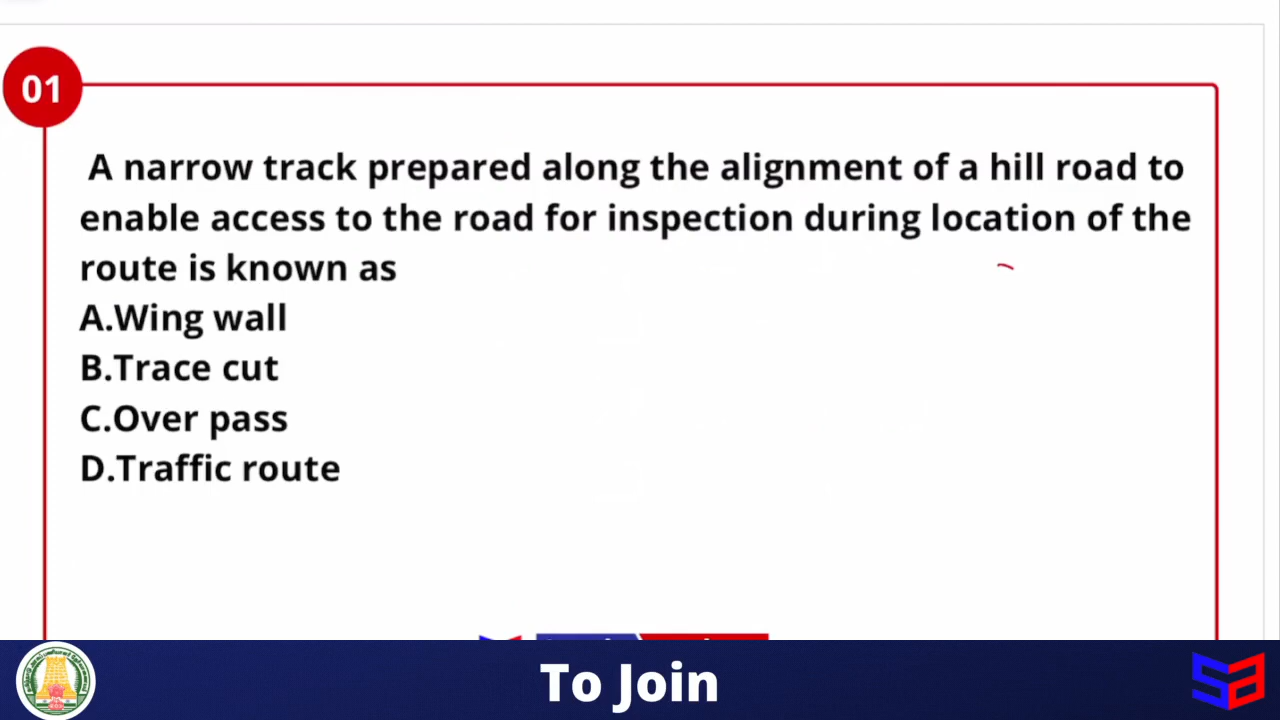 01
A narrow track prepared along the alignment of a hill road to
enable access to the road for inspection during location of the
route is known as
A.Wing wall
B.Trace cut
C.Over pass
D.Traffic route
To Join